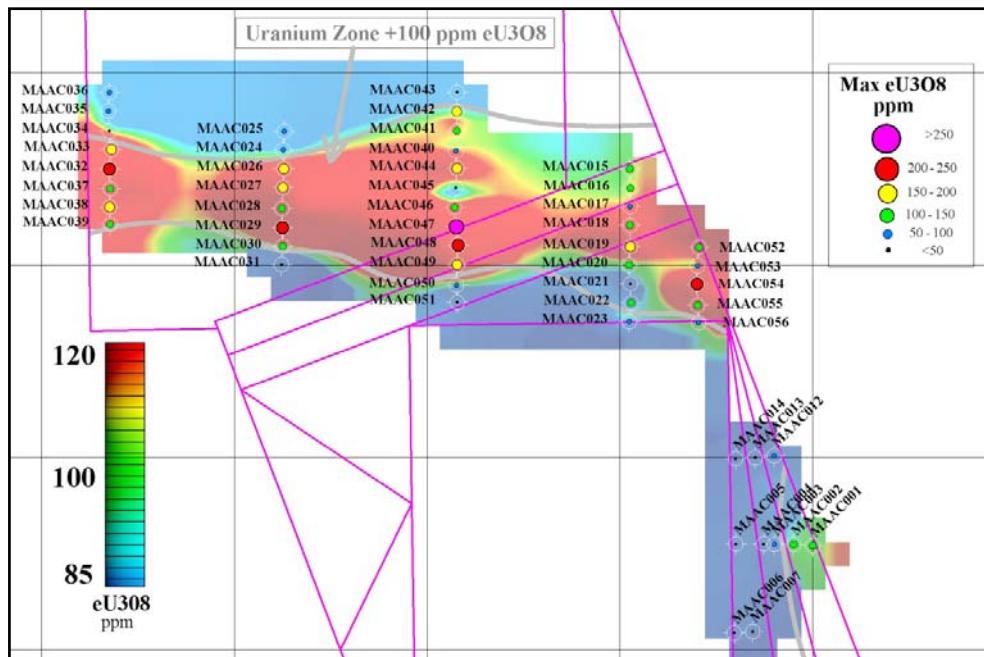 Uranium Zone +100 ppm eU3O8
Max eU3O8
ppm
>250
200 - 250
150 - 200
100 - 150
50 - 100
<50
MAAC036
MAAC035
MAAC034
MAAC033
MAAC032
MAAC037
MAAC038
MAAC039
MAAC025
MAAC024
MAAC026
MAAC027
MAAC028
MAAC029
MAAC030
MAAC031
MAAC043
MAAC042
MAAC041
MAAC040
MAAC044
MAAC045
MAAC046
MAAC047
MAAC048
MAAC049
MAAC050
MAAC051
MAAC015
MAAC016
MAAC017
MAAC018
MAAC019
MAAC020
MAAC021
MAAC022
MAAC023
MAAC052
MAAC053
MAAC054
MAAC055
MAAC056
MAAC014
MAAC013
MAAC012
MAAC005
MAAC004
MAAC003
MAAC002
MAAC001
MAAC006
MAAC007
120
100
85
eU308
ppm